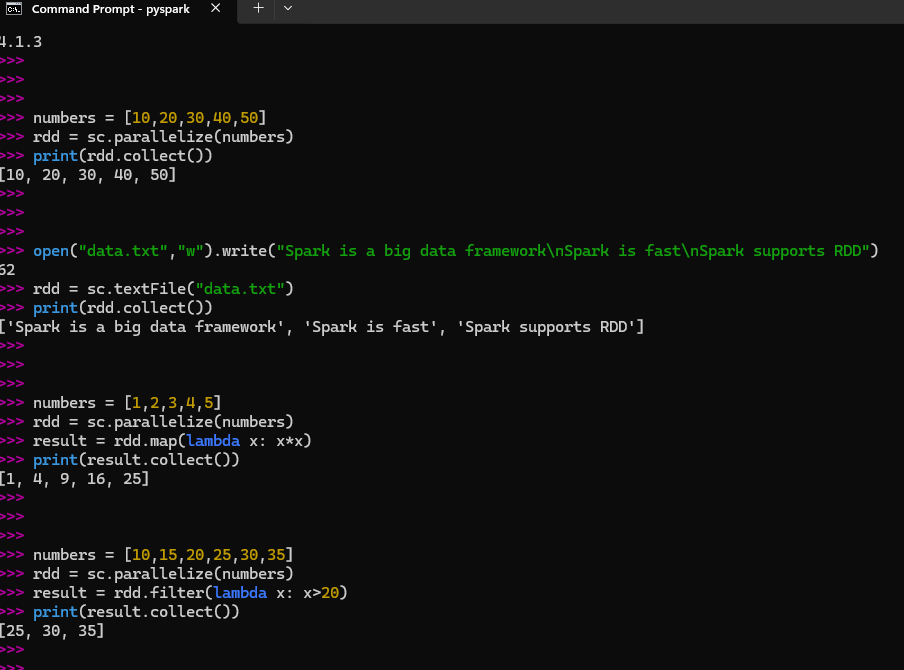 Command Prompt - pyspark
4.1.3
>>>
>>>
>>>
>>> numbers = [10,20,30,40,50]
>>> rdd = sc.parallelize(numbers)
>>> print(rdd.collect())
[10, 20, 30, 40, 50]
>>>
>>>
>>>
>>> open("data.txt","w").write("Spark is a big data framework\nSpark is fast\nSpark supports RDD")
62
>>> rdd = sc.textFile("data.txt")
>>> print(rdd.collect())
['Spark is a big data framework', 'Spark is fast', 'Spark supports RDD']
>>>
>>>
>>>
>>> numbers = [1,2,3,4,5]
>>> rdd = sc.parallelize(numbers)
>>> result = rdd.map(lambda x: x*x)
>>> print(result.collect())
[1, 4, 9, 16, 25]
>>>
>>>
>>>
>>> numbers = [10,15,20,25,30,35]
>>> rdd = sc.parallelize(numbers)
>>> result = rdd.filter(lambda x: x>20)
>>> print(result.collect())
[25, 30, 35]
>>>
>>>